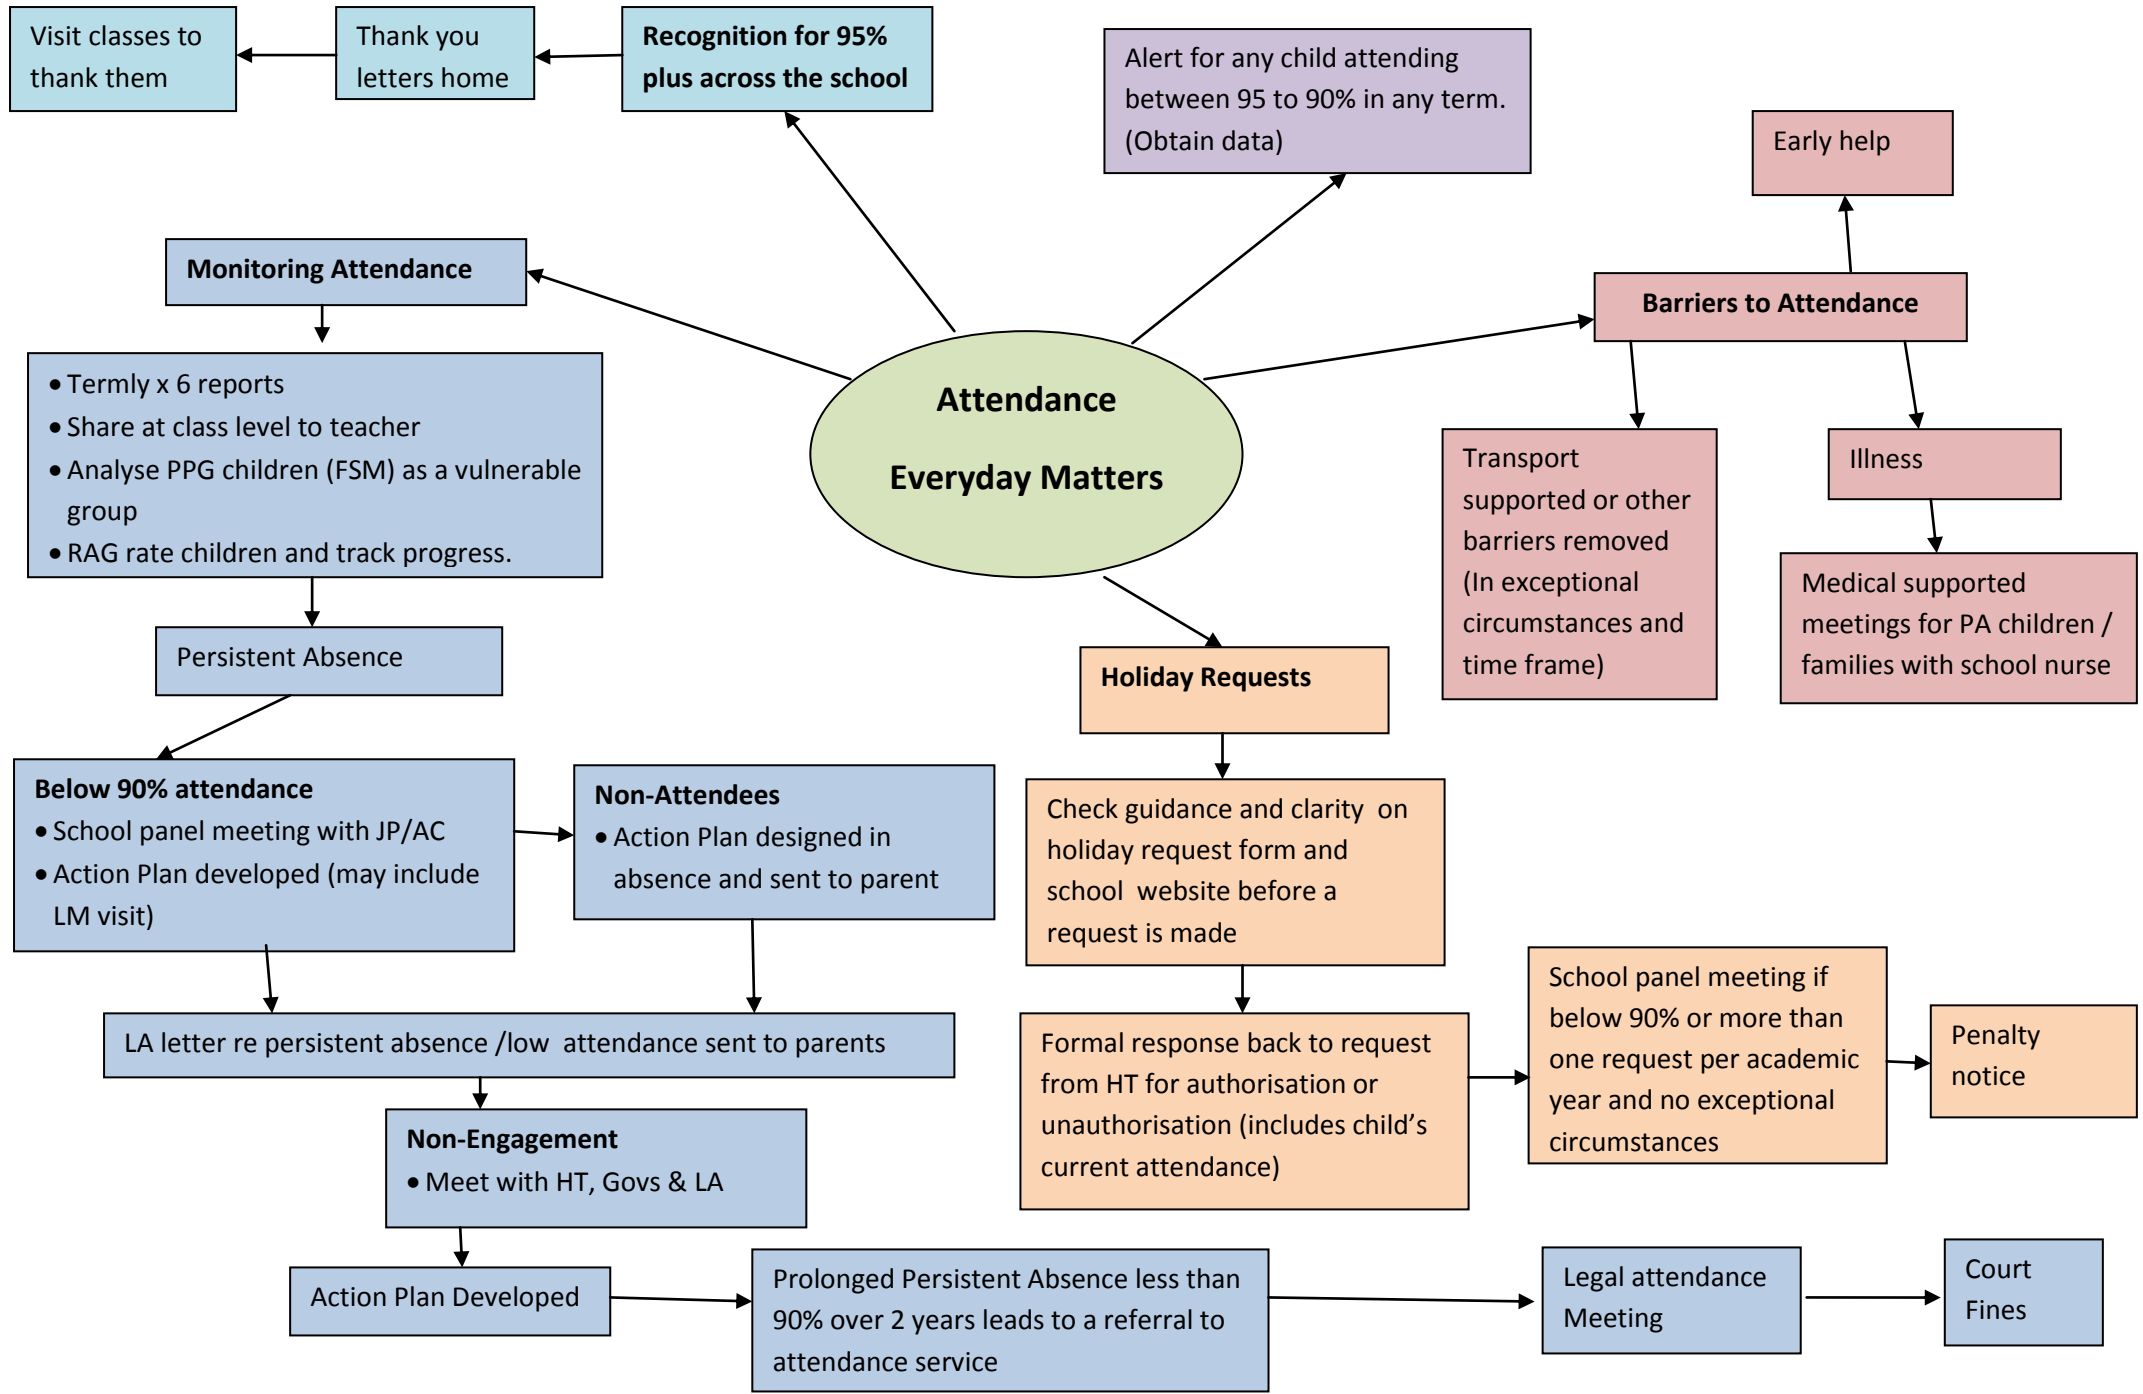 Visit classes to
thank them
Thank you
letters home
Recognition for 95%
plus across the school
Alert for any child attending
between 95 to 90% in any term.
(Obtain data)
Early help
Monitoring Attendance
Barriers to Attendance
• Termly x 6 reports
• Share at class level to teacher
• Analyse PPG children (FSM) as a vulnerable
group
• RAG rate children and track progress.
Attendance
Everyday Matters
Transport
supported or other
barriers removed
(In exceptional
circumstances and
time frame)
Illness
Medical supported
meetings for PA children /
families with school nurse
Persistent Absence
Holiday Requests
Below 90% attendance
• School panel meeting with JP/AC
• Action Plan developed (may include
LM visit)
Non-Attendees
• Action Plan designed in
absence and sent to parent
Check guidance and clarity on
holiday request form and
school website before a
request is made
LA letter re persistent absence /low attendance sent to parents
Formal response back to request
from HT for authorisation or
unauthorisation (includes child’s
current attendance)
School panel meeting if
below 90% or more than
one request per academic
year and no exceptional
circumstances
Penalty
notice
Non-Engagement
• Meet with HT, Govs & LA
Action Plan Developed
Prolonged Persistent Absence less than
90% over 2 years leads to a referral to
attendance service
Legal attendance
Meeting
Court
Fines